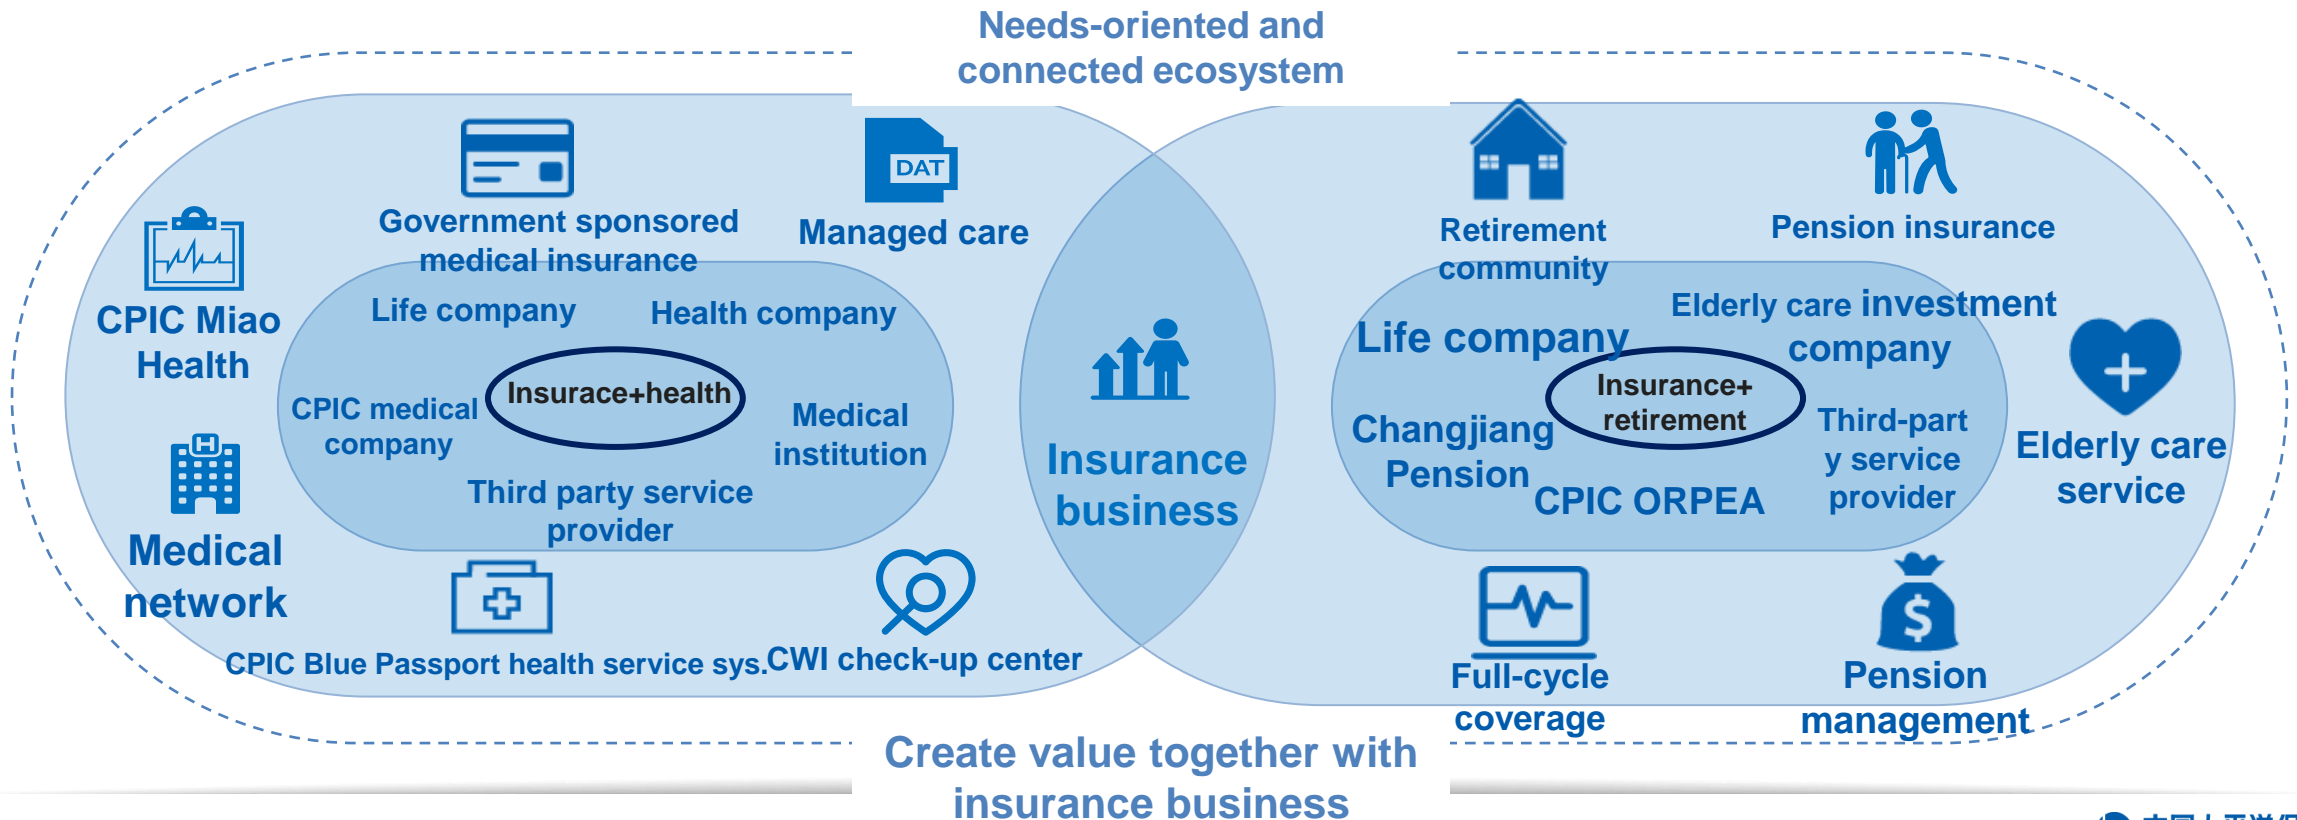 Needs-oriented and
connected ecosystem
DAT
Government sponsored
medical insurance
Managed care
CPIC Miao
Health
Life company
Health company
Insurace+health
CPIC medical
company
Medical
institution
Third party service
provider
Medical
network
CPIC Blue Passport health service sys.
CWI check-up center
Insurance
business
Retirement
community
Pension insurance
Life company
Elderly care investment
company
Insurance+
retirement
Changjiang
Pension
CPIC ORPEA
Third-part
y service
provider
Elderly care
service
Full-cycle
coverage
$
Pension
management
Create value together with
insurance business